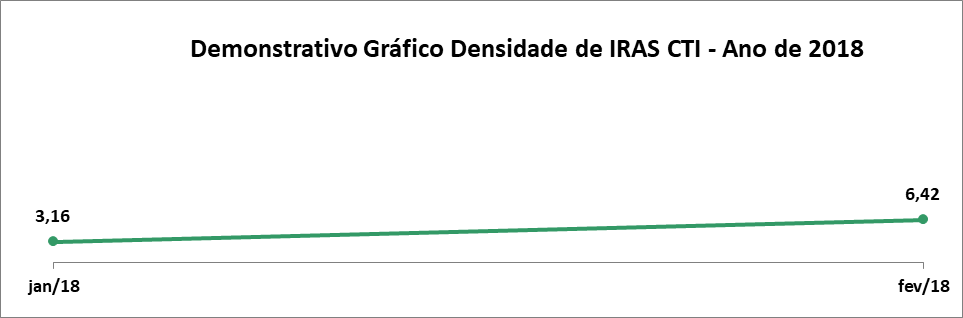 Demonstrativo Gráfico Densidade de IRAS CTI - Ano de 2018
3,16
6,42
jan/18
fev/18